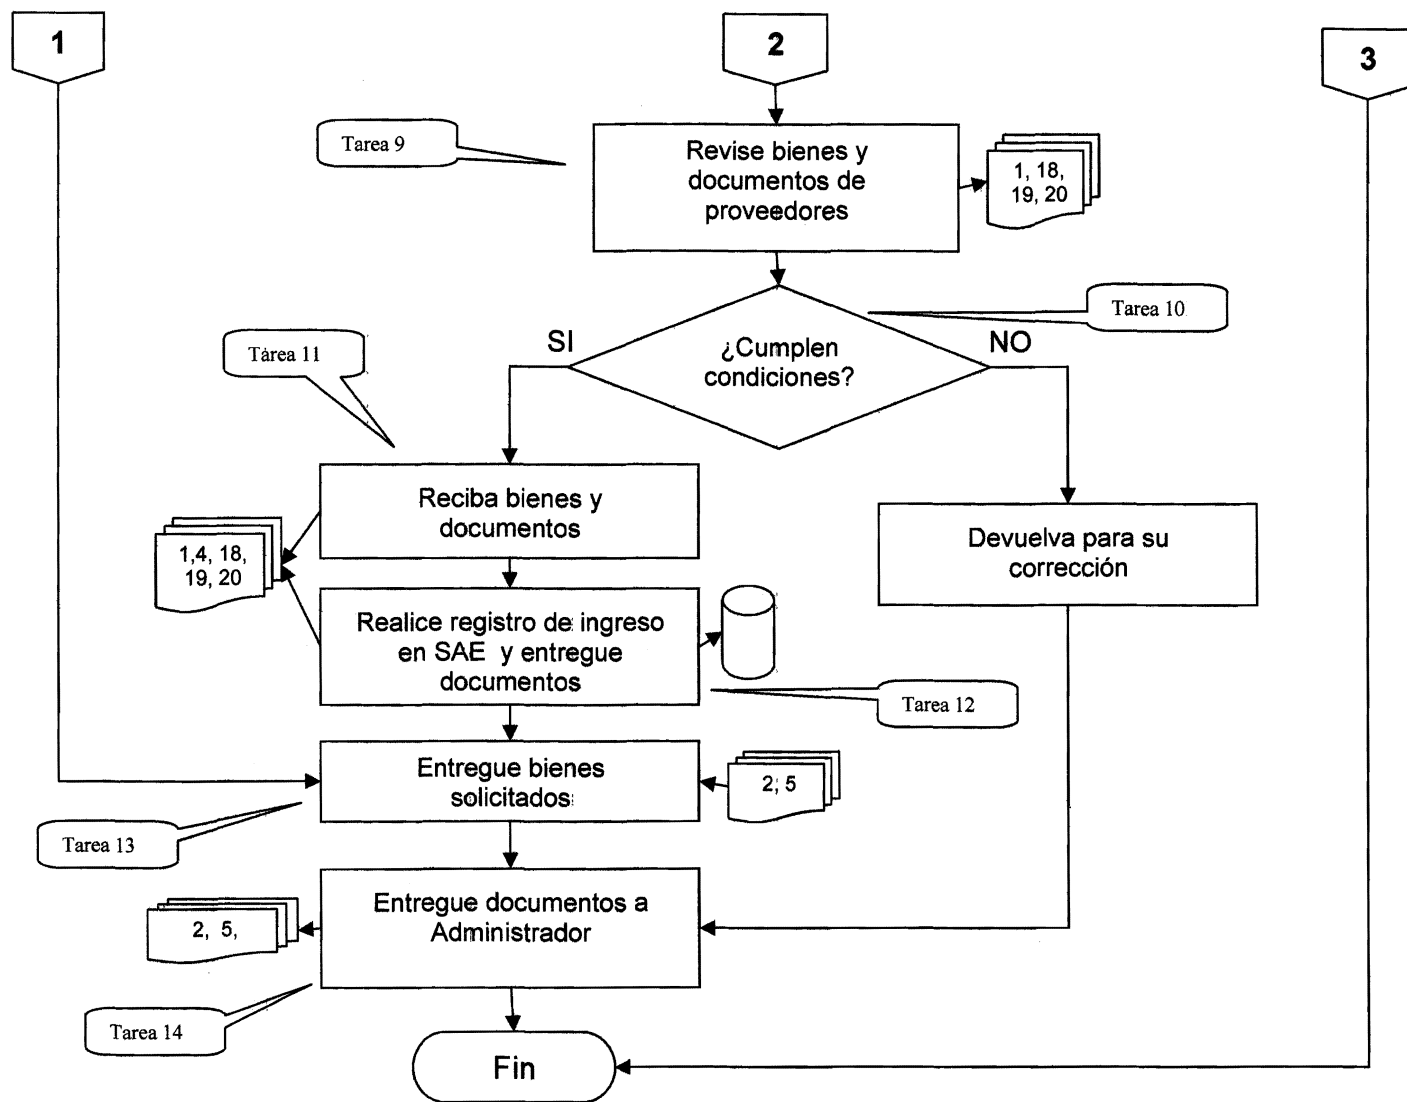 1
2
3
Tarea 9
Revise bienes y
documentos de
proveedores
1, 18,
19, 20
Tarea 10
SI
¿Cumplen
condiciones?
NO
Tarea 11
Reciba bienes y
documentos
1,4, 18,
19, 20
Devuelva para su
corrección
Realice registro de ingreso
en SAE y entregue
documentos
Tarea 12
Entregue bienes
solicitados
2, 5
Tarea 13
Entregue documentos a
Administrador
2, 5,
Tarea 14
Fin